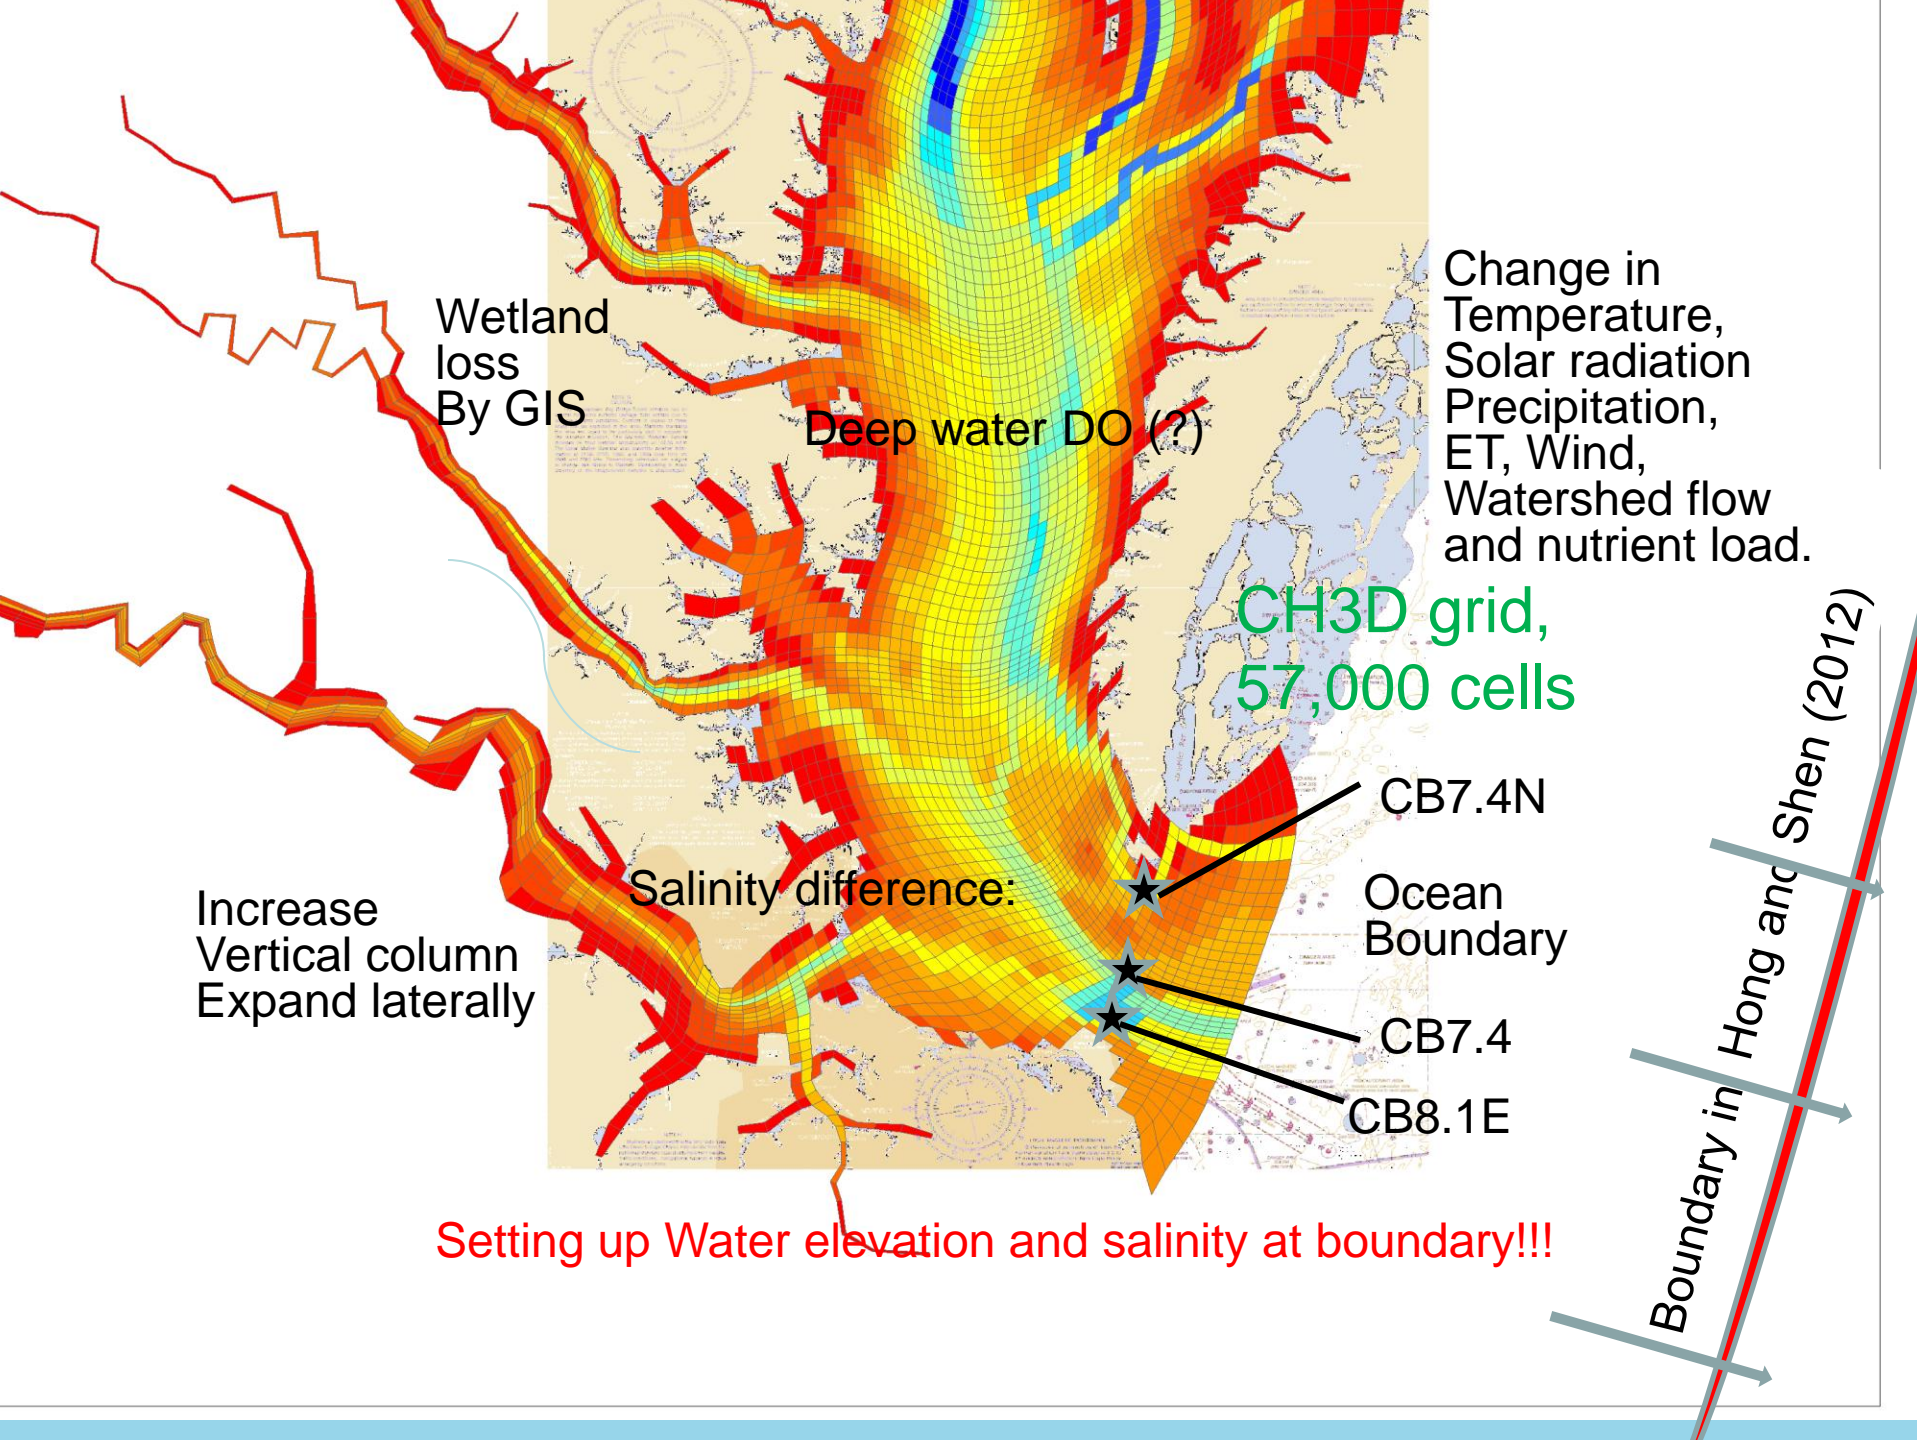 Wetland
loss
By GIS
Deep water DO (?)
Change in
Temperature,
Solar radiation
Precipitation,
ET, Wind,
Watershed flow
and nutrient load.
CH3D grid,
57,000 cells
CB7.4N
Salinity difference:
Increase
Vertical column
Expand laterally
Ocean
Boundary
CB7.4
CB8.1E
Boundary in Hong and Shen (2012)
Setting up Water elevation and salinity at boundary!!!